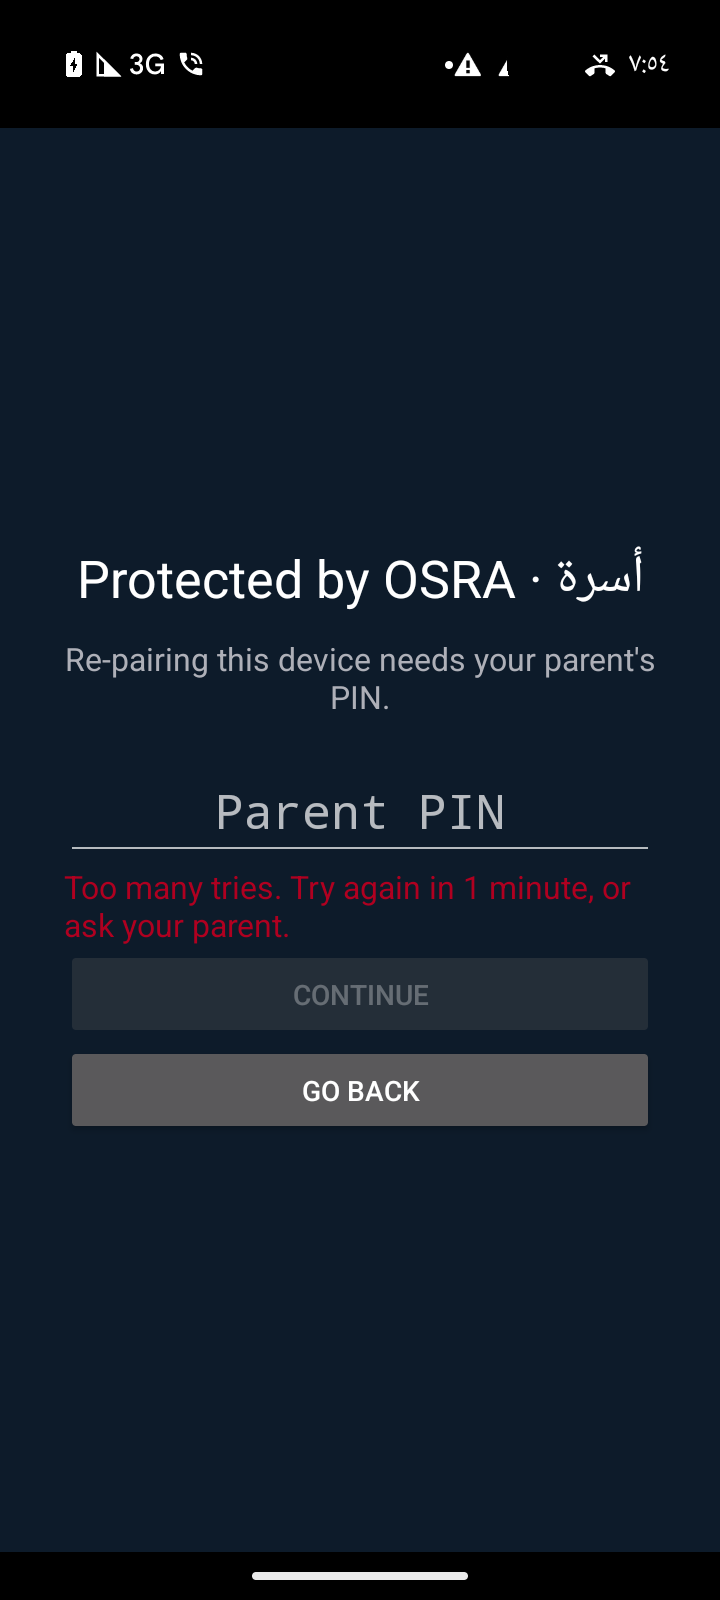 3G ٧:٥٤
Protected by OSRA · أسرة
Re-pairing this device needs your parent's
PIN.
Parent PIN
Too many tries. Try again in 1 minute, or
ask your parent.
CONTINUE
GO BACK